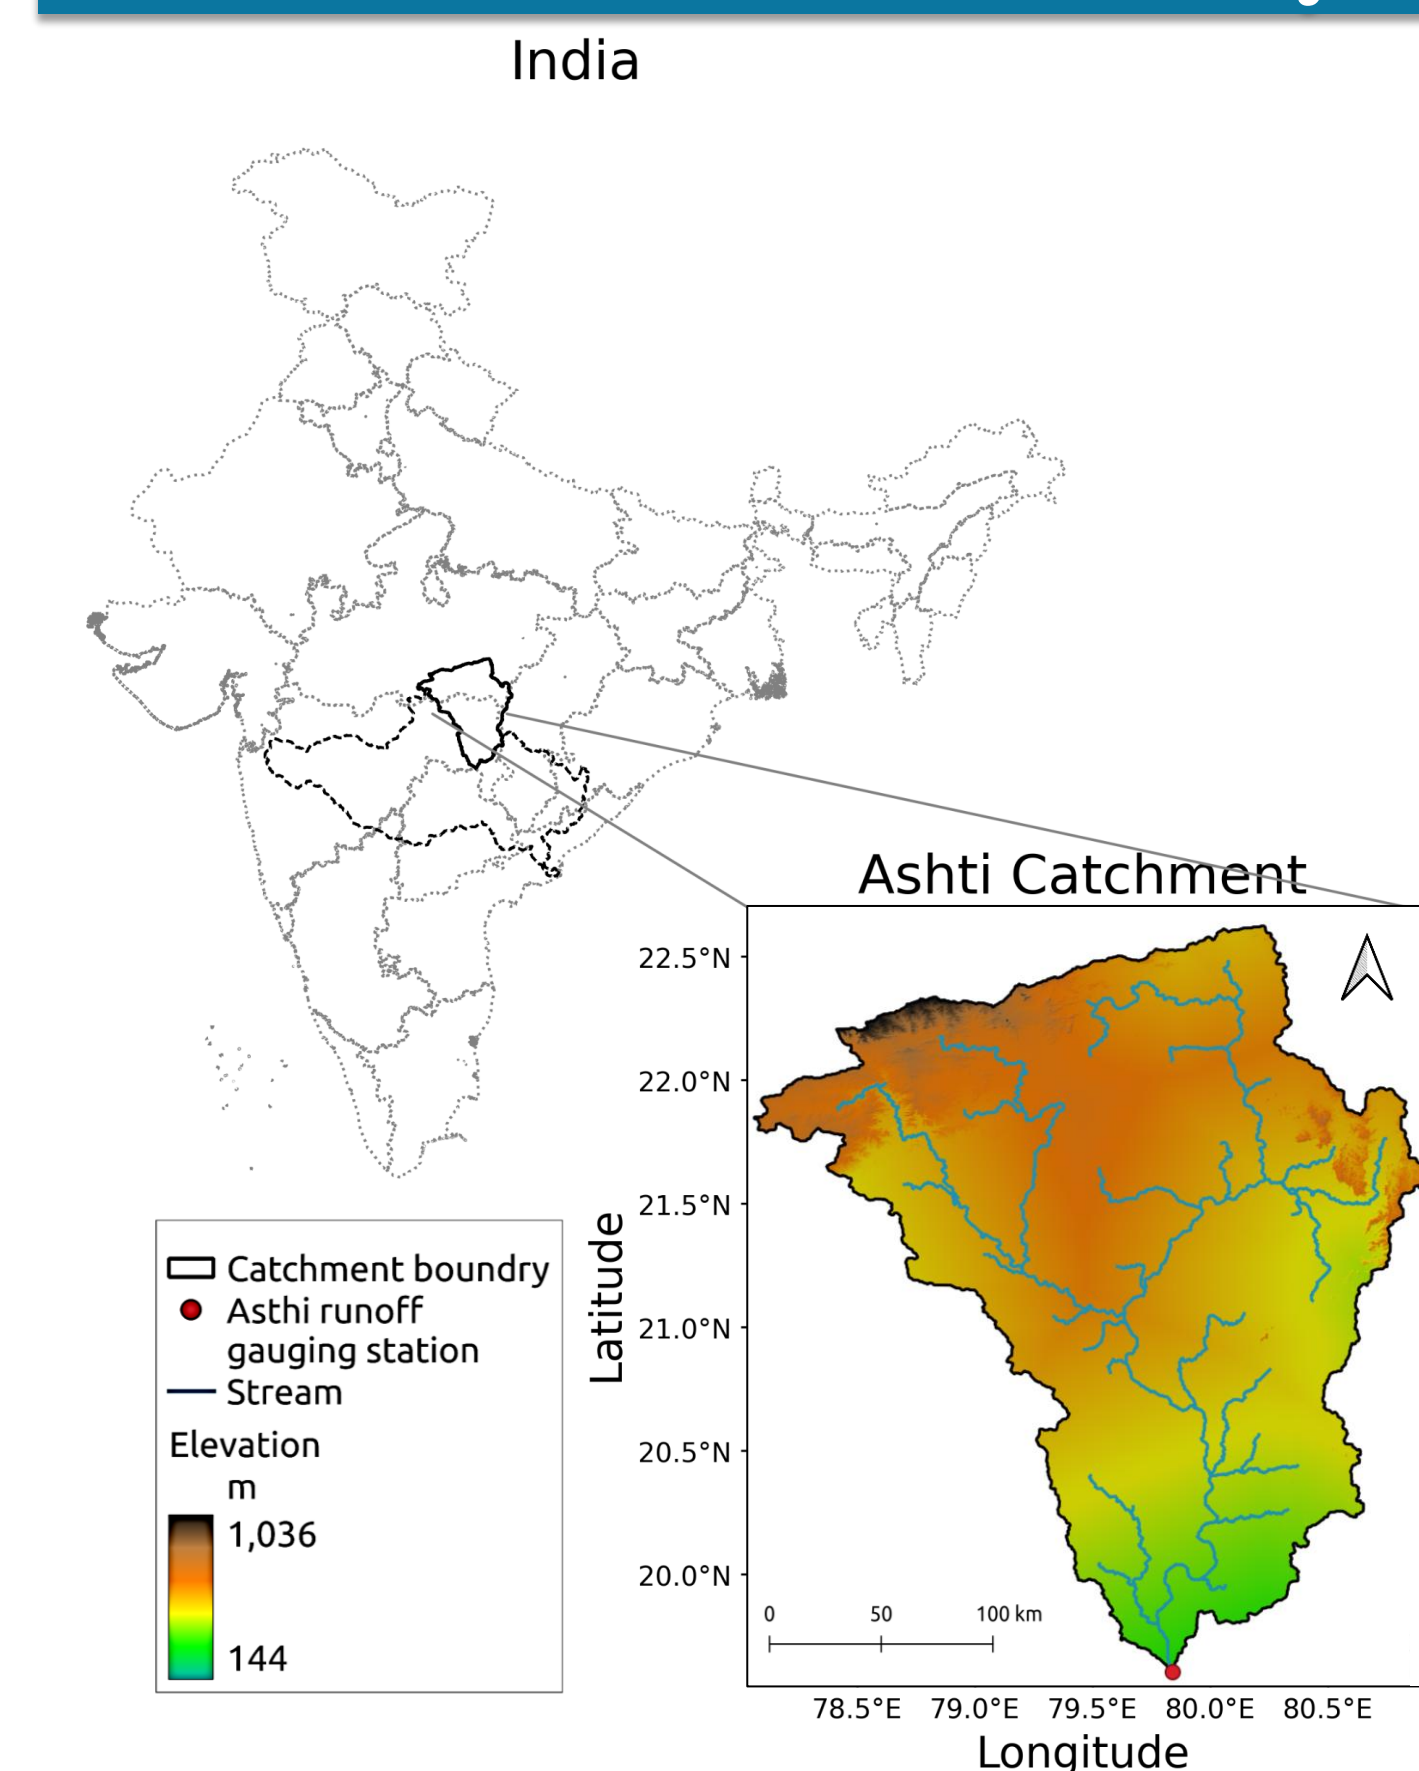 India
Ashti Catchment
22.5°N
22.0°N
21.5°N
21.0°N
20.5°N
20.0°N
Latitude
0 50 100 km
78.5°E 79.0°E 79.5°E 80.0°E 80.5°E
Longitude
Catchment boundry
Asthi runoff
gauging station
Stream
Elevation
m
1,036
144